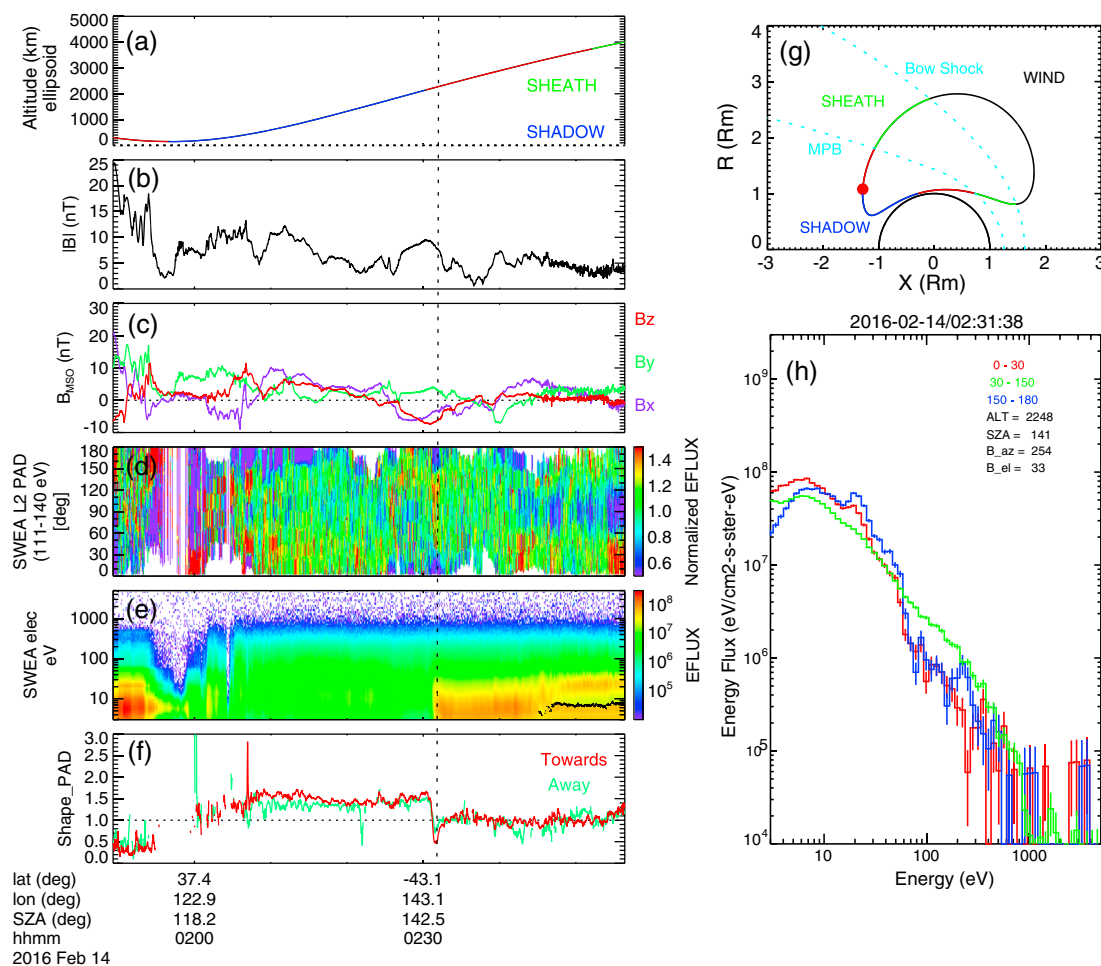 (a)
Altitude (km)
ellipsoid
5000
4000
3000
2000
1000
0
SHEATH
SHADOW
(b)
|B| (nT)
25
20
15
10
5
0
(c)
B_MSO (nT)
30
20
10
0
-10
Bz
By
Bx
(d)
SWEA L2 PAD
(111-140 eV)
[deg]
180
150
120
90
60
30
0
1.4
1.2
1.0
0.8
0.6
Normalized EFLUX
(e)
SWEA elec
eV
1000
100
10
10^8
10^7
10^6
10^5
EFLUX
(f)
Shape_PAD
3.0
2.5
2.0
1.5
1.0
0.5
0.0
Towards
Away
lat (deg) 37.4 -43.1
lon (deg) 122.9 143.1
SZA (deg) 118.2 142.5
hhmm 0200 0230
2016 Feb 14
(g)
R (Rm)
4
3
2
1
0
Bow Shock
WIND
SHEATH
MPB
SHADOW
-3 -2 -1 0 1 2 3
X (Rm)
2016-02-14/02:31:38
(h)
0 - 30
30 - 150
150 - 180
ALT = 2248
SZA = 141
B_az = 254
B_el = 33
Energy Flux (eV/cm2-s-ster-eV)
10^9
10^8
10^7
10^6
10^5
10^4
10 100 1000
Energy (eV)